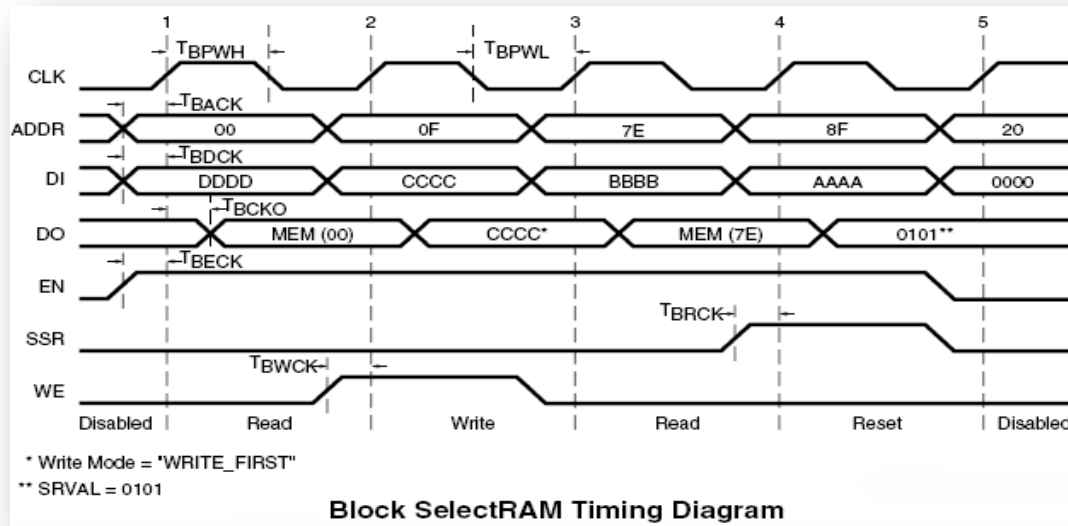 1 2 3 4 5
TBPWH TBPWL
CLK
TBACK
ADDR 00 0F 7E 8F 20
TBDCK
DI DDDD CCCC BBBB AAAA 0000
TBCKO
DO MEM (00) CCCC* MEM (7E) 0101**
TBECK
EN
TBRCK
SSR
TBWCK
WE
Disabled Read Write Read Reset Disabled
* Write Mode = "WRITE_FIRST"
** SRVAL = 0101
Block SelectRAM Timing Diagram